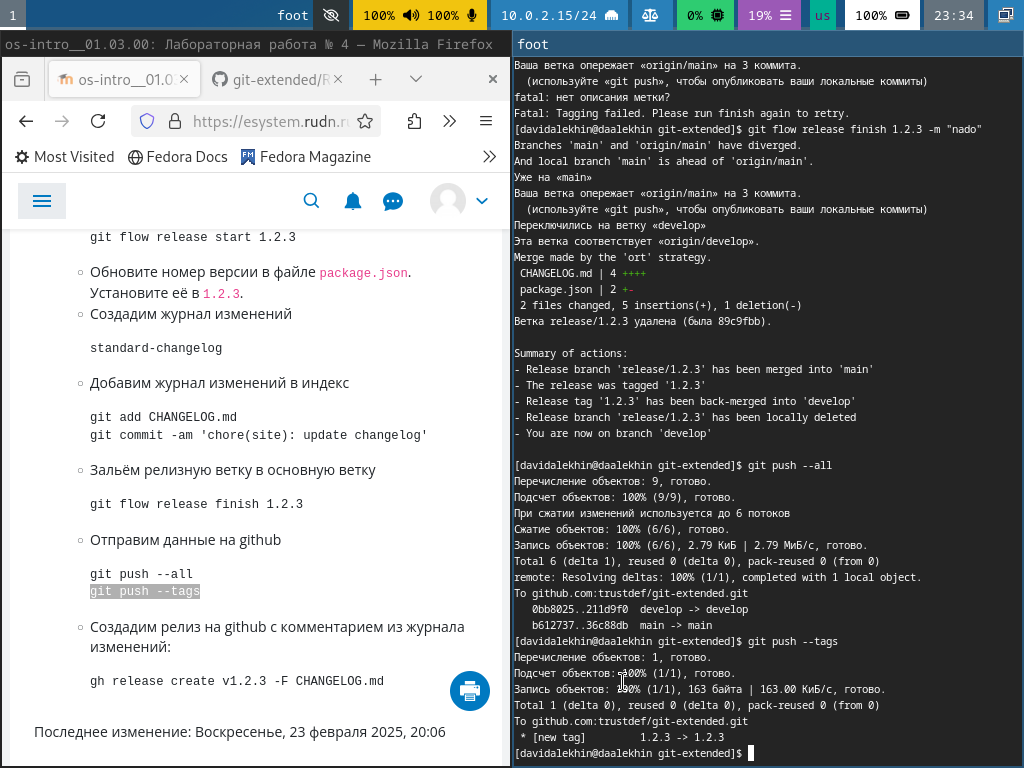 1
foot
100%
100%
10.0.2.15/24
0%
19%
us
100%
23:34
os-intro__01.03.00: Лабораторная работа № 4 — Mozilla Firefox
os-intro__01.0
git-extended/R
https://esystem.rudn.r
Most Visited
Fedora Docs
Fedora Magazine
git flow release start 1.2.3
Обновите номер версии в файле package.json.
Установите её в 1.2.3.
Создадим журнал изменений
standard-changelog
Добавим журнал изменений в индекс
git add CHANGELOG.md
git commit -am 'chore(site): update changelog'
Зальём релизную ветку в основную ветку
git flow release finish 1.2.3
Отправим данные на github
git push --all
git push --tags
Создадим релиз на github с комментарием из журнала
изменений:
gh release create v1.2.3 -F CHANGELOG.md
Последнее изменение: Воскресенье, 23 февраля 2025, 20:06
foot
Ваша ветка опережает «origin/main» на 3 коммита.
(используйте «git push», чтобы опубликовать ваши локальные коммиты)
fatal: нет описания метки?
Fatal: Tagging failed. Please run finish again to retry.
[davidalekhin@daalekhin git-extended]$ git flow release finish 1.2.3 -m "nado"
Branches 'main' and 'origin/main' have diverged.
And local branch 'main' is ahead of 'origin/main'.
Уже на «main»
Ваша ветка опережает «origin/main» на 3 коммита.
(используйте «git push», чтобы опубликовать ваши локальные коммиты)
Переключились на ветку «develop»
Эта ветка соответствует «origin/develop».
Merge made by the 'ort' strategy.
CHANGELOG.md | 4 ++++
package.json | 2 +-
2 files changed, 5 insertions(+), 1 deletion(-)
Ветка release/1.2.3 удалена (была 89c9fbb).
Summary of actions:
- Release branch 'release/1.2.3' has been merged into 'main'
- The release was tagged '1.2.3'
- Release tag '1.2.3' has been back-merged into 'develop'
- Release branch 'release/1.2.3' has been locally deleted
- You are now on branch 'develop'
[davidalekhin@daalekhin git-extended]$ git push --all
Перечисление объектов: 9, готово.
Подсчет объектов: 100% (9/9), готово.
При сжатии изменений используется до 6 потоков
Сжатие объектов: 100% (6/6), готово.
Запись объектов: 100% (6/6), 2.79 КиБ | 2.79 МиБ/с, готово.
Total 6 (delta 1), reused 0 (delta 0), pack-reused 0 (from 0)
remote: Resolving deltas: 100% (1/1), completed with 1 local object.
To github.com:trustdef/git-extended.git
0bb8025..211d9f0  develop -> develop
b612737..36c88db  main -> main
[davidalekhin@daalekhin git-extended]$ git push --tags
Перечисление объектов: 1, готово.
Подсчет объектов: 100% (1/1), готово.
Запись объектов: 100% (1/1), 163 байта | 163.00 КиБ/с, готово.
Total 1 (delta 0), reused 0 (delta 0), pack-reused 0 (from 0)
To github.com:trustdef/git-extended.git
* [new tag]         1.2.3 -> 1.2.3
[davidalekhin@daalekhin git-extended]$